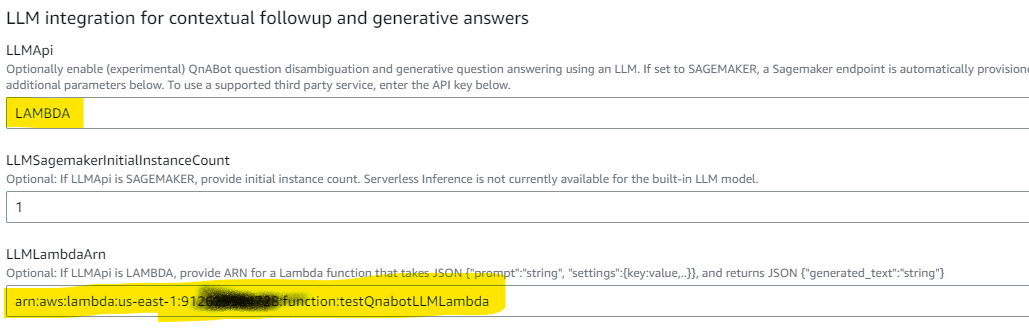 LLM integration for contextual followup and generative answers
LLMApi
Optionally enable (experimental) QnABot question disambiguation and generative question answering using an LLM. If set to SAGEMAKER, a Sagemaker endpoint is automatically provisione
additional parameters below. To use a supported third party service, enter the API key below.
LAMBDA
LLMSagemakerInitialInstanceCount
Optional: If LLMApi is SAGEMAKER, provide initial instance count. Serverless Inference is not currently available for the built-in LLM model.
1
LLMLambdaArn
Optional: If LLMApi is LAMBDA, provide ARN for a Lambda function that takes JSON {"prompt":"string", "settings":{key:value,..}}, and returns JSON {"generated_text":"string"}
arn:aws:lambda:us-east-1:912 :function:testQnabotLLMLambda